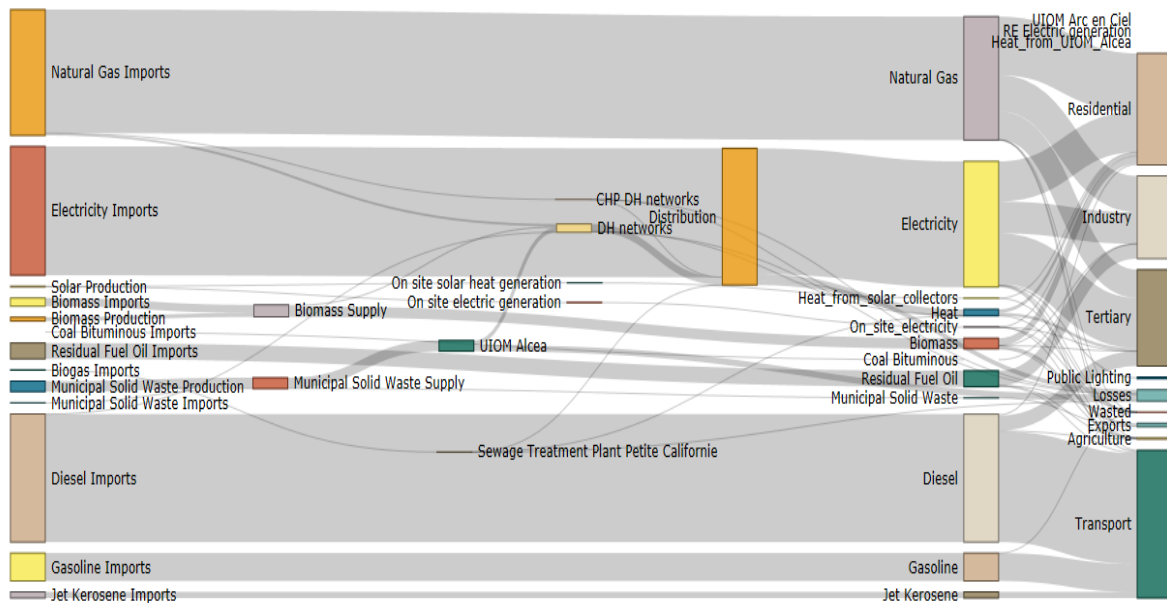 UIOM Arc en Ciel
RE Electric generation
Heat_from_UIOM_Alcea
Natural Gas Imports
Natural Gas
Residential
CHP DH networks
Distribution
DH networks
Electricity Imports
Electricity
Industry
Solar Production
Biomass Imports
Biomass Production
Coal Bituminous Imports
Residual Fuel Oil Imports
Biogas Imports
Municipal Solid Waste Production
Municipal Solid Waste Imports
On site solar heat generation
On site electric generation
Biomass Supply
UIOM Alcea
Municipal Solid Waste Supply
Heat_from_solar_collectors
Heat
On_site_electricity
Biomass
Coal Bituminous
Residual Fuel Oil
Municipal Solid Waste
Tertiary
Public Lighting
Losses
Wasted
Exports
Agriculture
Sewage Treatment Plant Petite Californie
Diesel Imports
Diesel
Transport
Gasoline Imports
Gasoline
Jet Kerosene Imports
Jet Kerosene